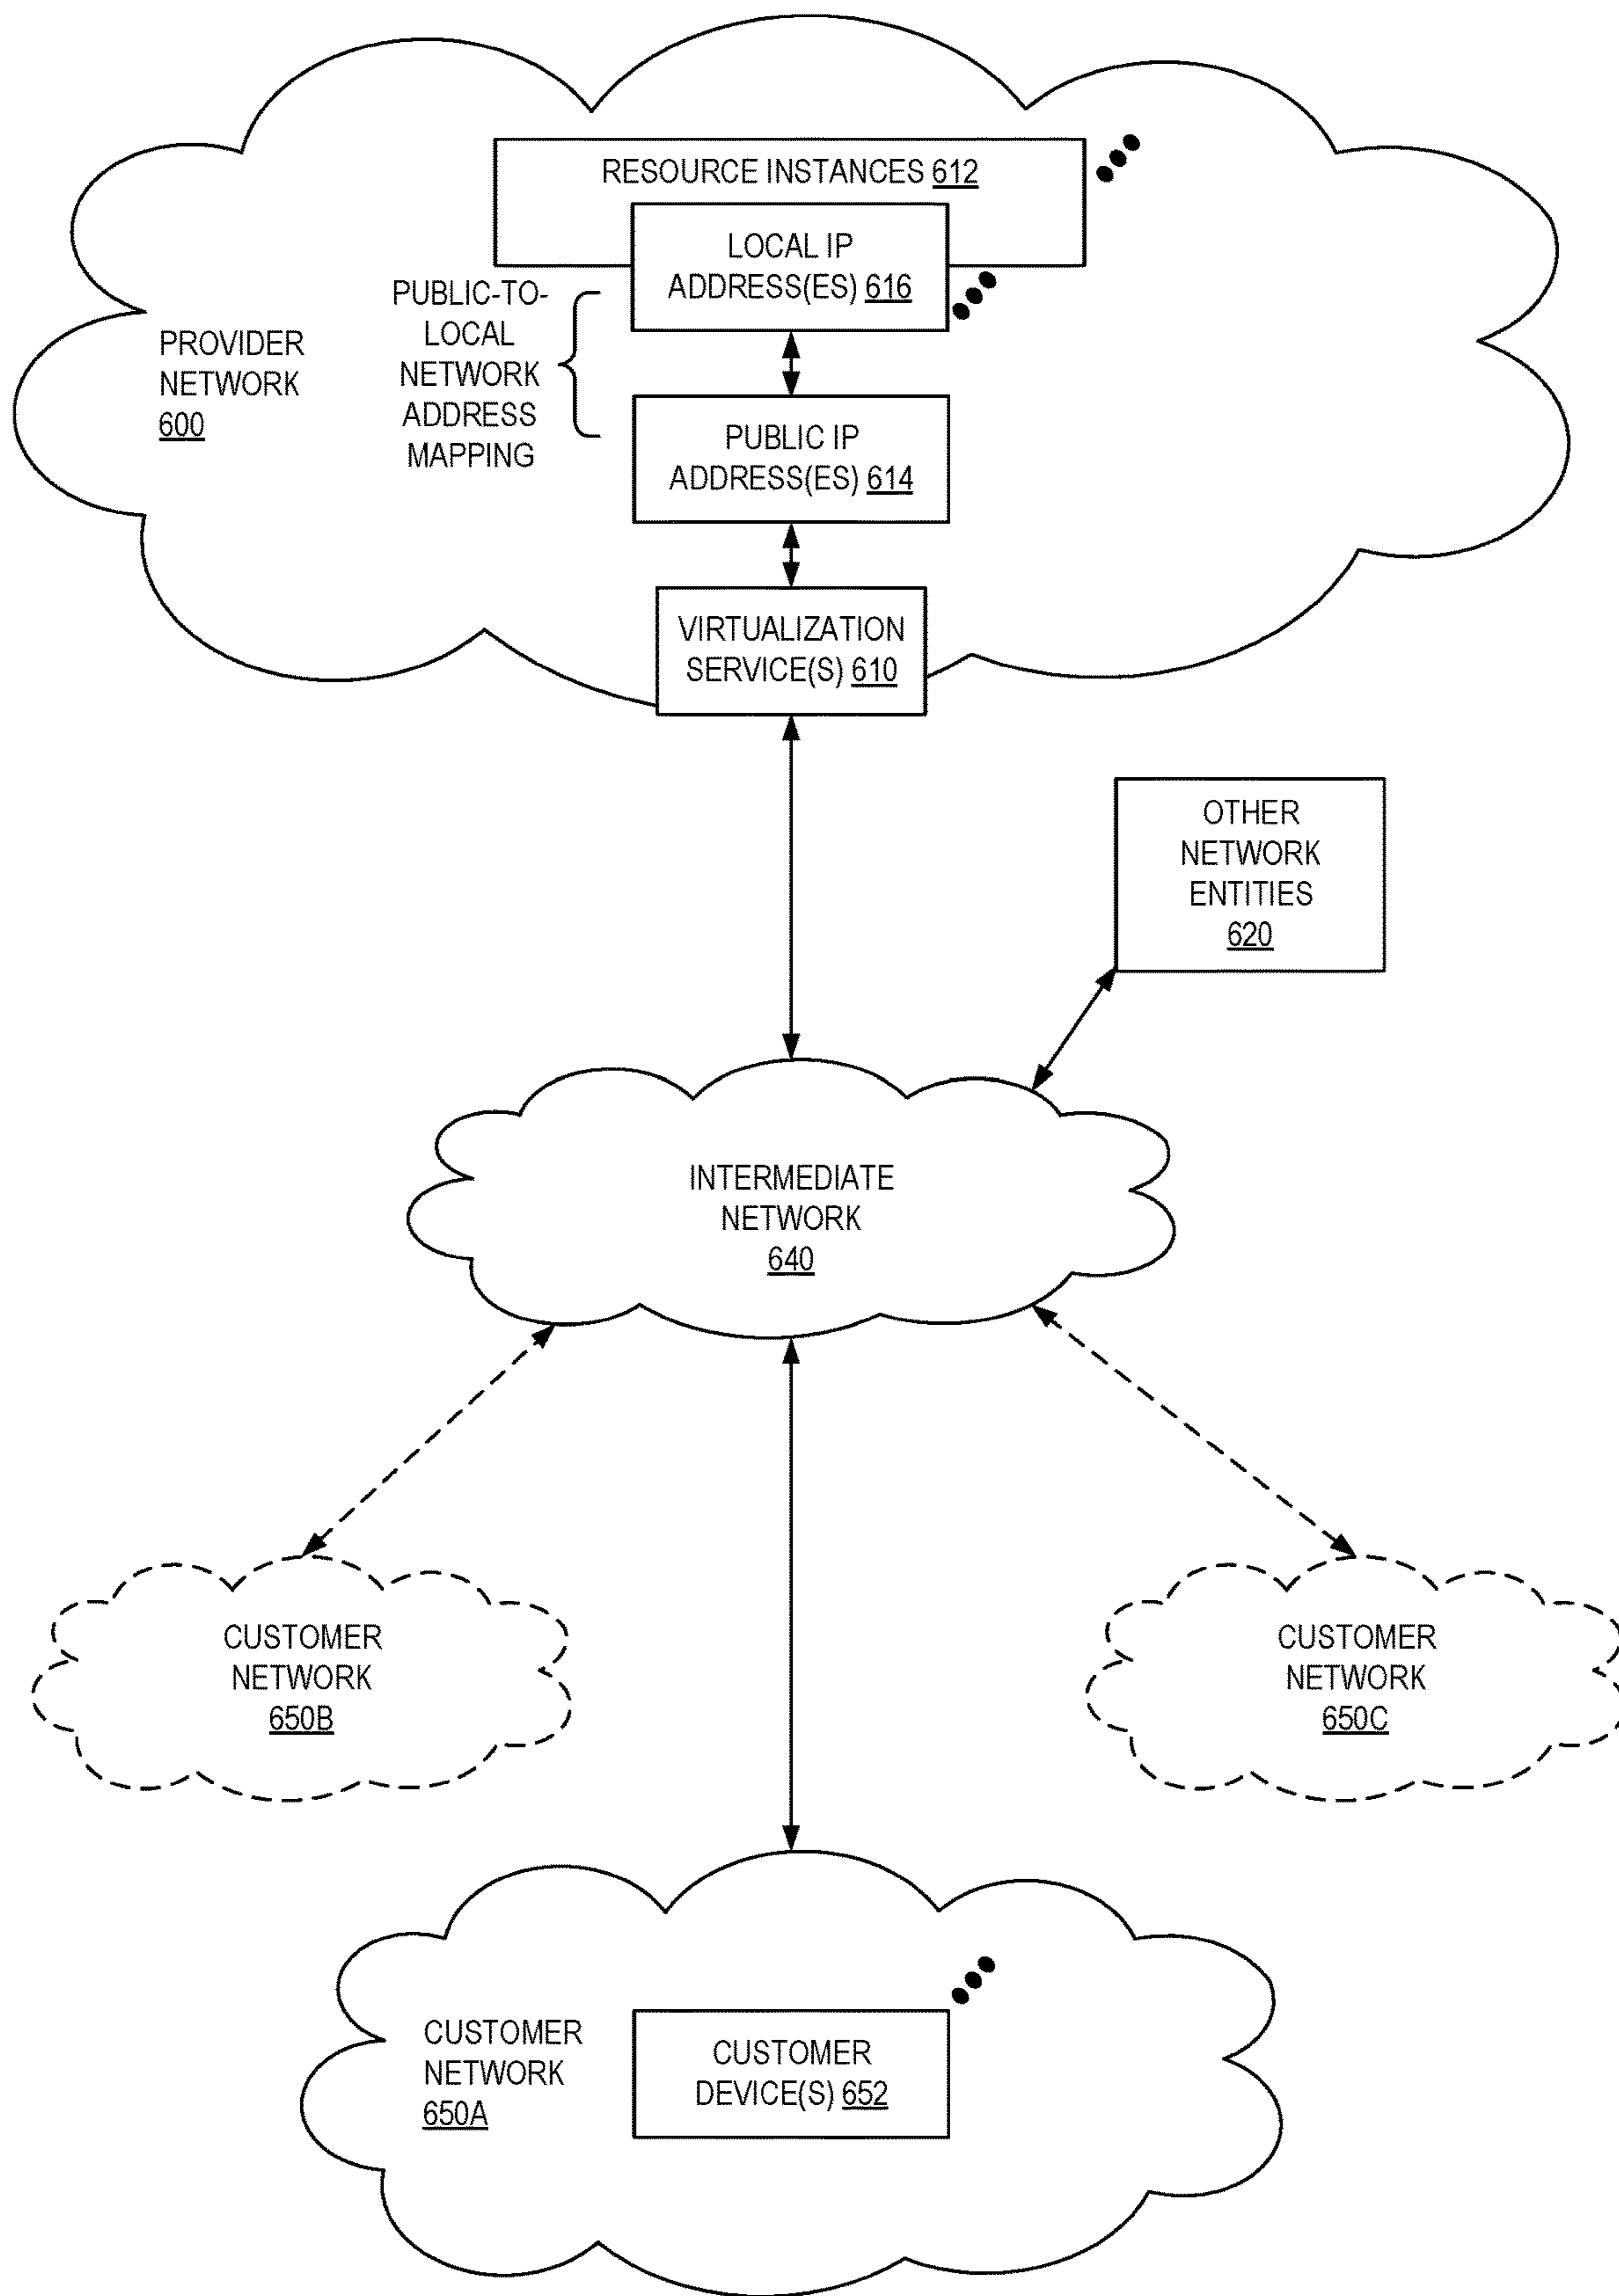 RESOURCE INSTANCES 612
LOCAL IP
ADDRESS(ES) 616
PUBLIC-TO-
LOCAL
NETWORK
ADDRESS
MAPPING
PROVIDER
NETWORK
600
PUBLIC IP
ADDRESS(ES) 614
VIRTUALIZATION
SERVICE(S) 610
OTHER
NETWORK
ENTITIES
620
INTERMEDIATE
NETWORK
640
CUSTOMER
NETWORK
650B
CUSTOMER
NETWORK
650C
CUSTOMER
NETWORK
650A
CUSTOMER
DEVICE(S) 652